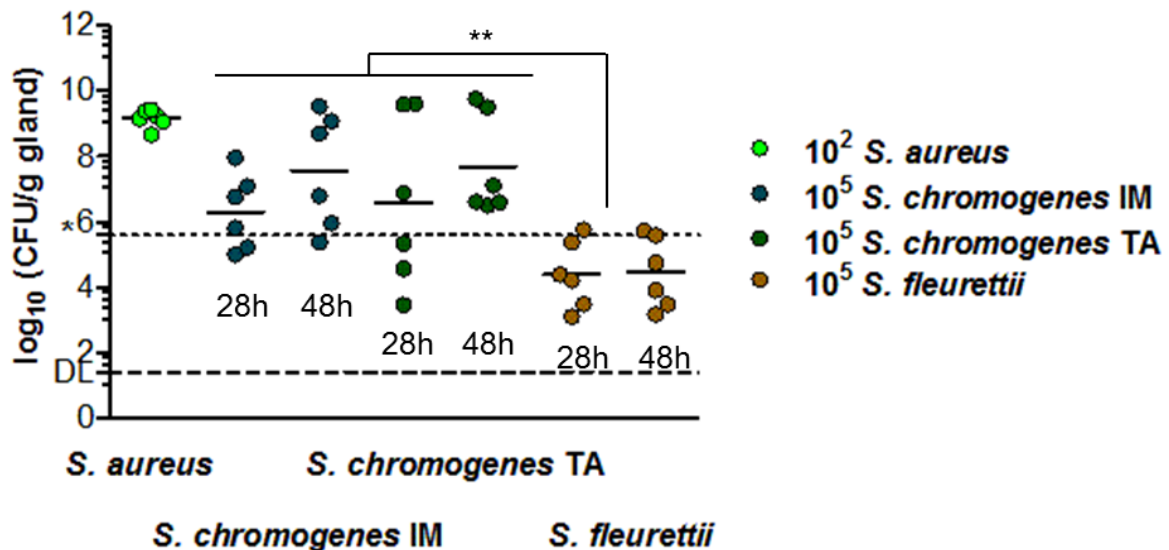 log₁₀ (CFU/g gland)
12
10
8
6
*
4
2
DL
0
**
28h
48h
28h
48h
28h
48h
S. aureus
S. chromogenes TA
S. chromogenes IM
S. fleurettii
10² S. aureus
10⁵ S. chromogenes IM
10⁵ S. chromogenes TA
10⁵ S. fleurettii